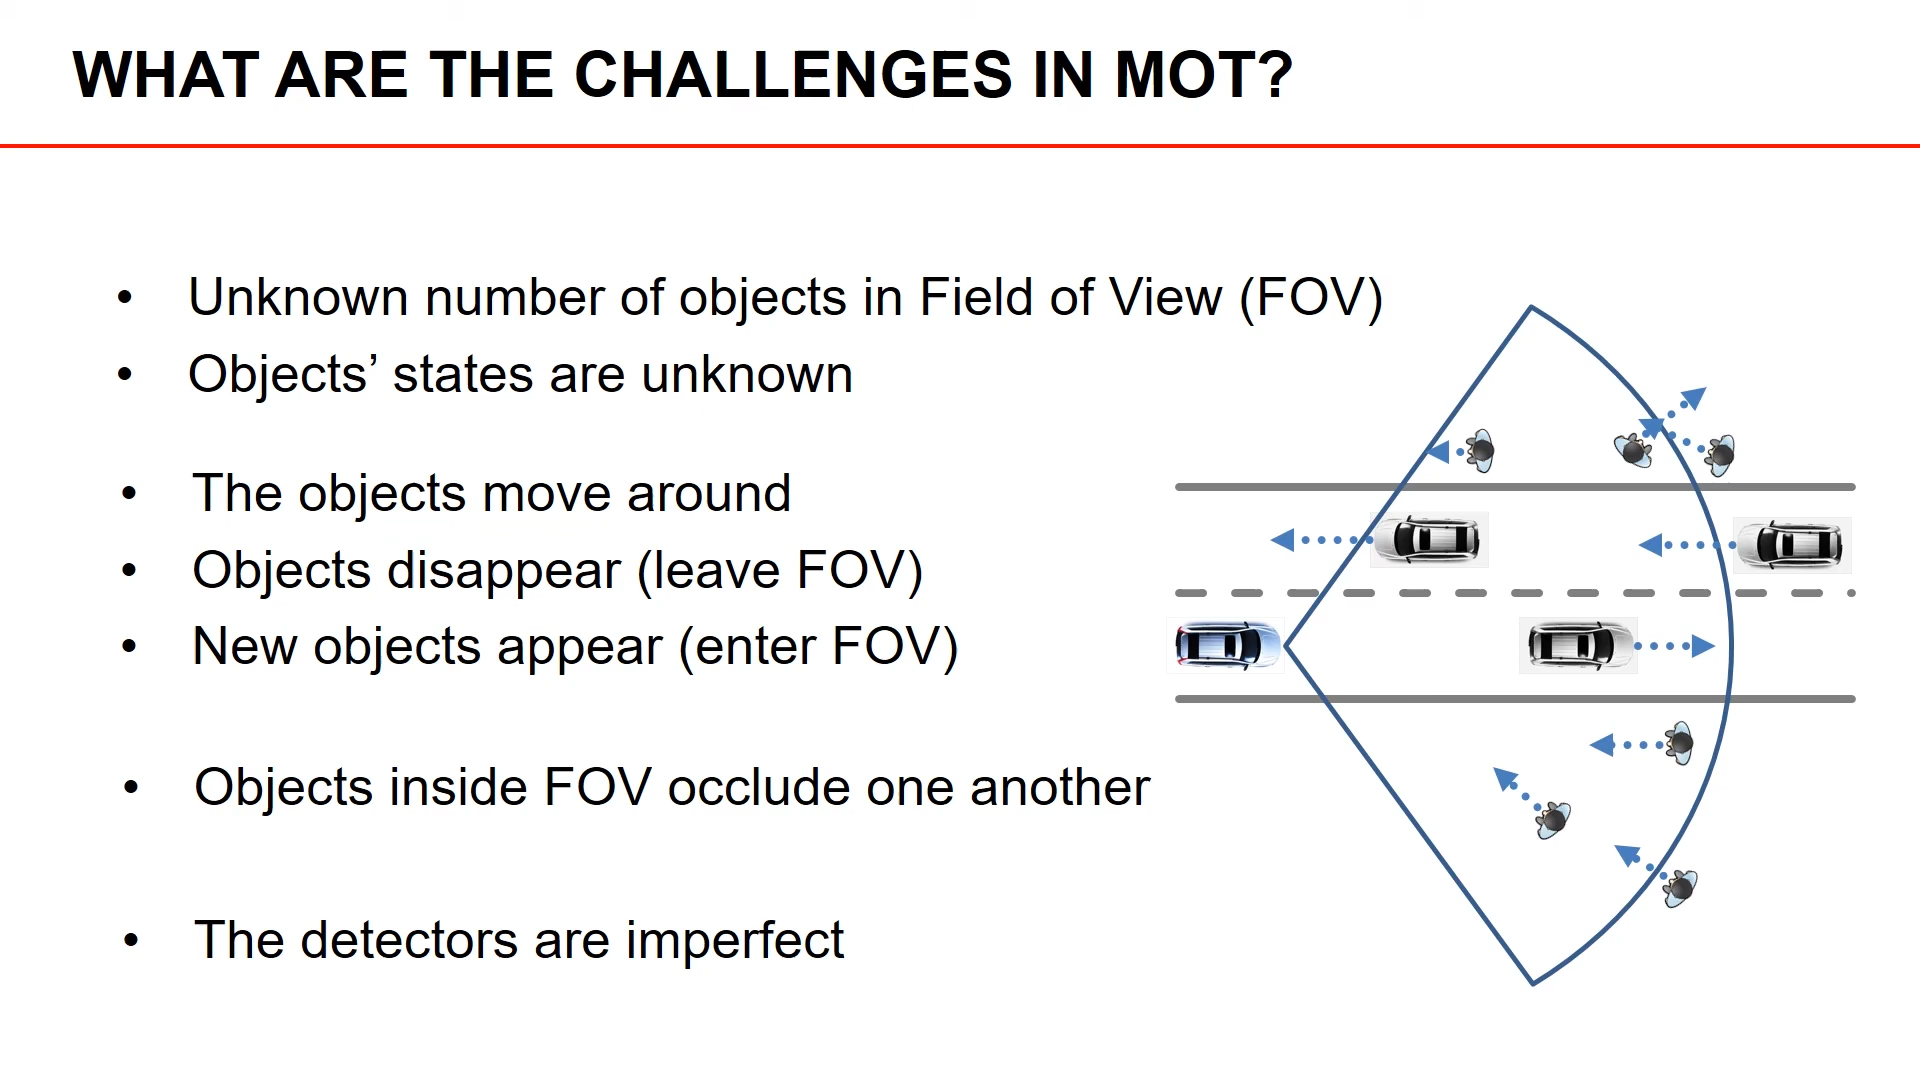 WHAT ARE THE CHALLENGES IN MOT?
• Unknown number of objects in Field of View (FOV)
• Objects’ states are unknown
• The objects move around
• Objects disappear (leave FOV)
• New objects appear (enter FOV)
• Objects inside FOV occlude one another
• The detectors are imperfect